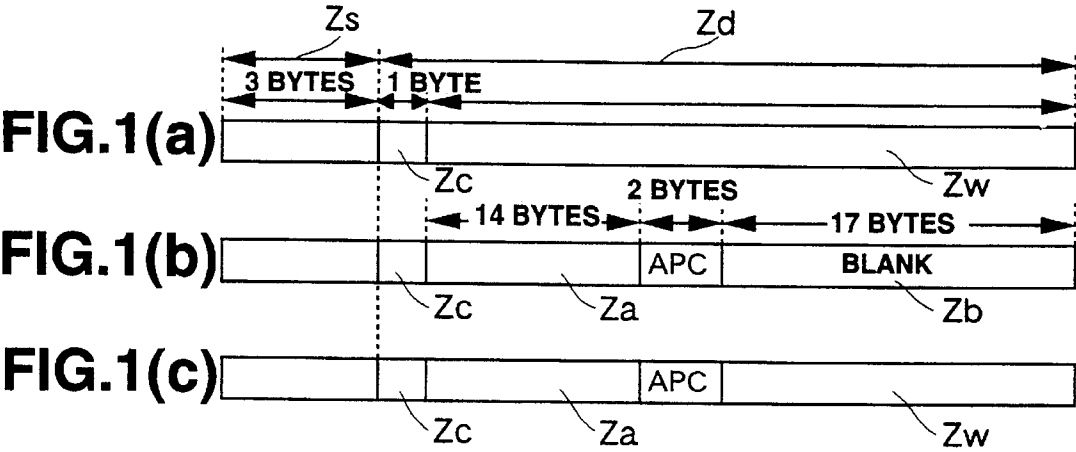 Zs Zd
3 BYTES 1 BYTE
FIG.1(a)
Zc Zw
2 BYTES
14 BYTES 17 BYTES
FIG.1(b) APC BLANK
Zc Za Zb
FIG.1(c) APC
Zc Za Zw